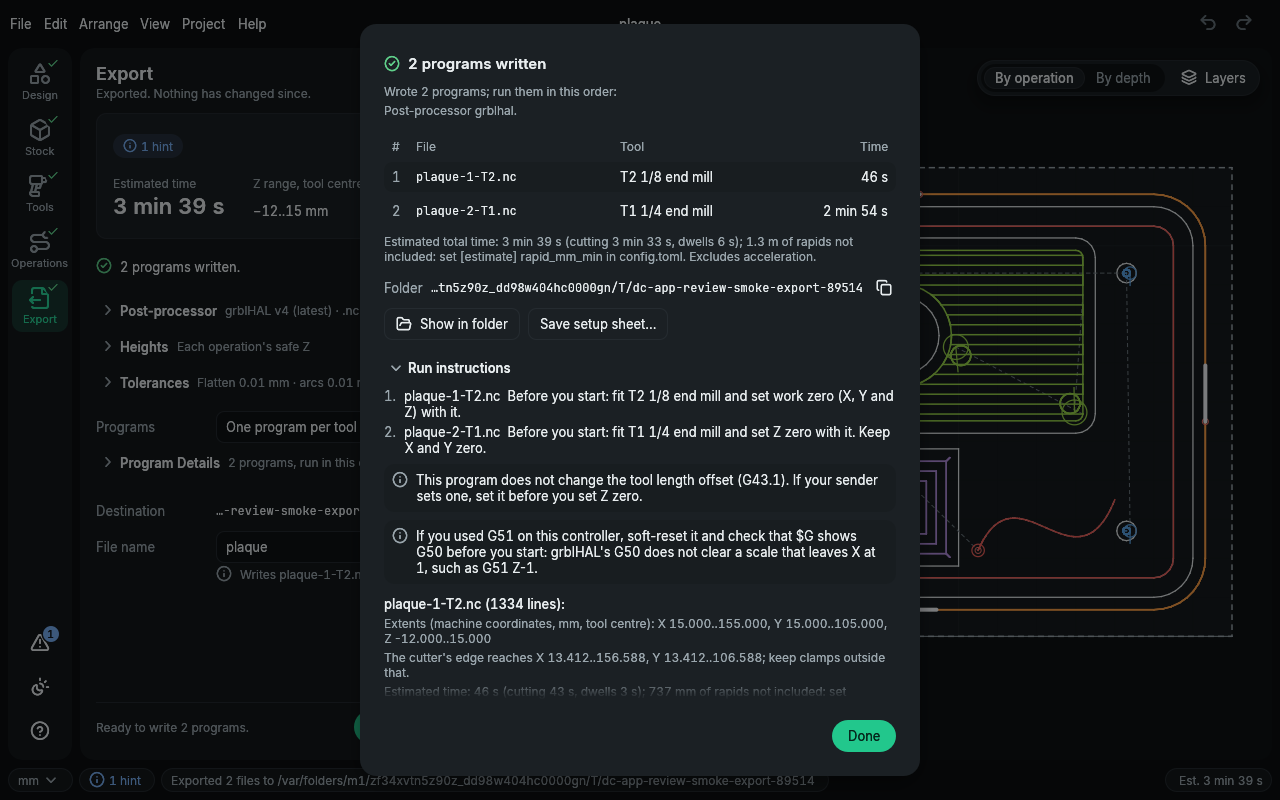 File Edit Arrange View Project Help
Export
Exported. Nothing has changed since.
Design
Stock
Tools
Operations
Export
1 hint
Estimated time
3 min 39 s
Z range, tool centre
−12..15 mm
2 programs written.
Post-processor grblHAL v4 (latest) · .nc
Heights Each operation's safe Z
Tolerances Flatten 0.01 mm · arcs 0.01
Programs One program per tool
Program Details 2 programs, run in this
Destination …-review-smoke-expor
File name plaque
Writes plaque-1-T2.n
1
Ready to write 2 programs.
2 programs written
Wrote 2 programs; run them in this order:
Post-processor grblhal.
# File Tool Time
1 plaque-1-T2.nc T2 1/8 end mill 46 s
2 plaque-2-T1.nc T1 1/4 end mill 2 min 54 s
Estimated total time: 3 min 39 s (cutting 3 min 33 s, dwells 6 s); 1.3 m of rapids not
included: set [estimate] rapid_mm_min in config.toml. Excludes acceleration.
Folder …tn5z90z_dd98w404hc0000gn/T/dc-app-review-smoke-export-89514
Show in folder Save setup sheet...
Run instructions
1. plaque-1-T2.nc Before you start: fit T2 1/8 end mill and set work zero (X, Y and
Z) with it.
2. plaque-2-T1.nc Before you start: fit T1 1/4 end mill and set Z zero with it. Keep
X and Y zero.
This program does not change the tool length offset (G43.1). If your sender
sets one, set it before you set Z zero.
If you used G51 on this controller, soft-reset it and check that $G shows
G50 before you start: grblHAL's G50 does not clear a scale that leaves X at
1, such as G51 Z-1.
plaque-1-T2.nc (1334 lines):
Extents (machine coordinates, mm, tool centre): X 15.000..155.000, Y 15.000..105.000,
Z -12.000..15.000
The cutter's edge reaches X 13.412..156.588, Y 13.412..106.588; keep clamps outside
that.
Estimated time: 46 s (cutting 43 s, dwells 3 s); 737 mm of rapids not included: set
Done
By operation By depth Layers
mm 1 hint Exported 2 files to /var/folders/m1/zf34xvtn5z90z_dd98w404hc0000gn/T/dc-app-review-smoke-export-89514 Est. 3 min 39 s